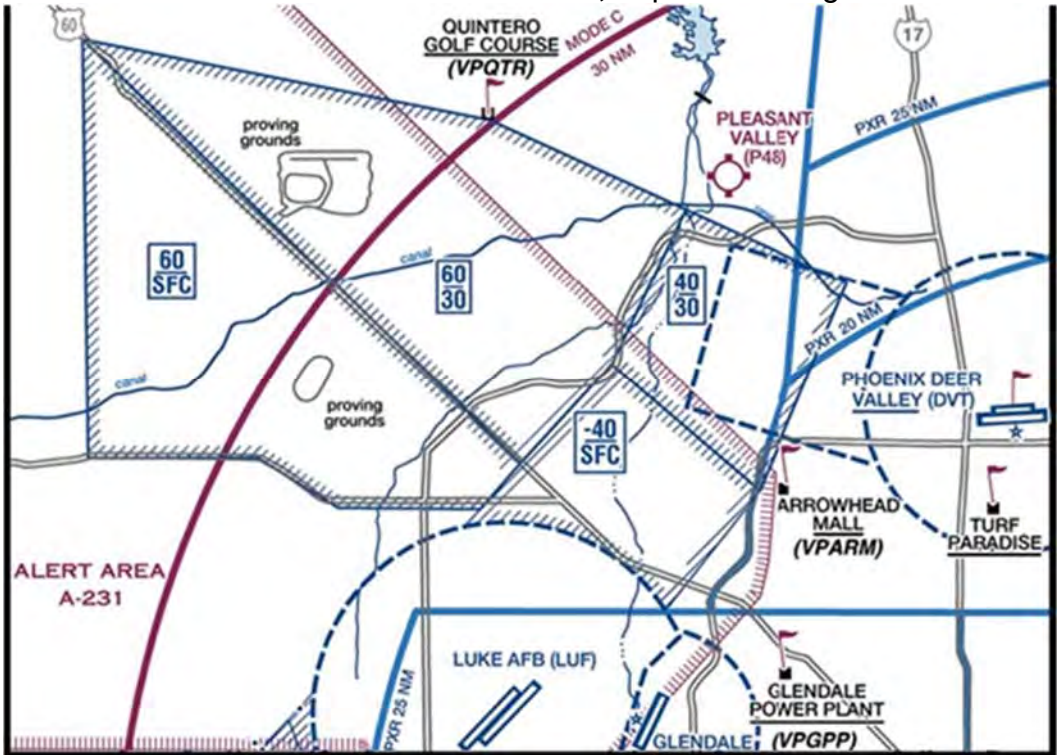 60
QUINTERO
GOLF COURSE
(VPQTR)
MODE C
30 NM
17
PXR 25 NM
PLEASANT
VALLEY
(P48)
proving
grounds
canal
60
SFC
60
30
40
30
PXR 20 NM
canal
proving
grounds
PHOENIX DEER
VALLEY (DVT)
-40
SFC
ARROWHEAD
MALL
(VPARM)
TURF
PARADISE
ALERT AREA
A-231
LUKE AFB (LUF)
PXR 25 NM
GLENDALE
POWER PLANT
(VPGPP)
GLENDALE